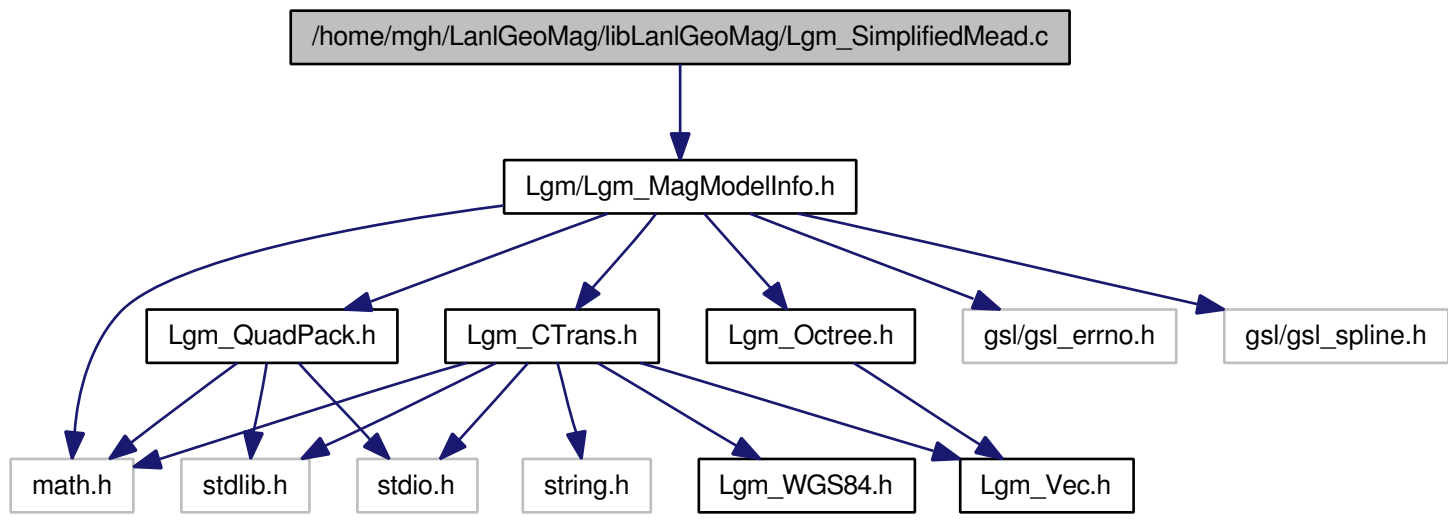 /home/mgh/LanlGeoMag/libLanlGeoMag/Lgm_SimplifiedMead.c
Lgm/Lgm_MagModelInfo.h
Lgm_QuadPack.h
Lgm_CTrans.h
Lgm_Octree.h
gsl/gsl_errno.h
gsl/gsl_spline.h
math.h
stdlib.h
stdio.h
string.h
Lgm_WGS84.h
Lgm_Vec.h